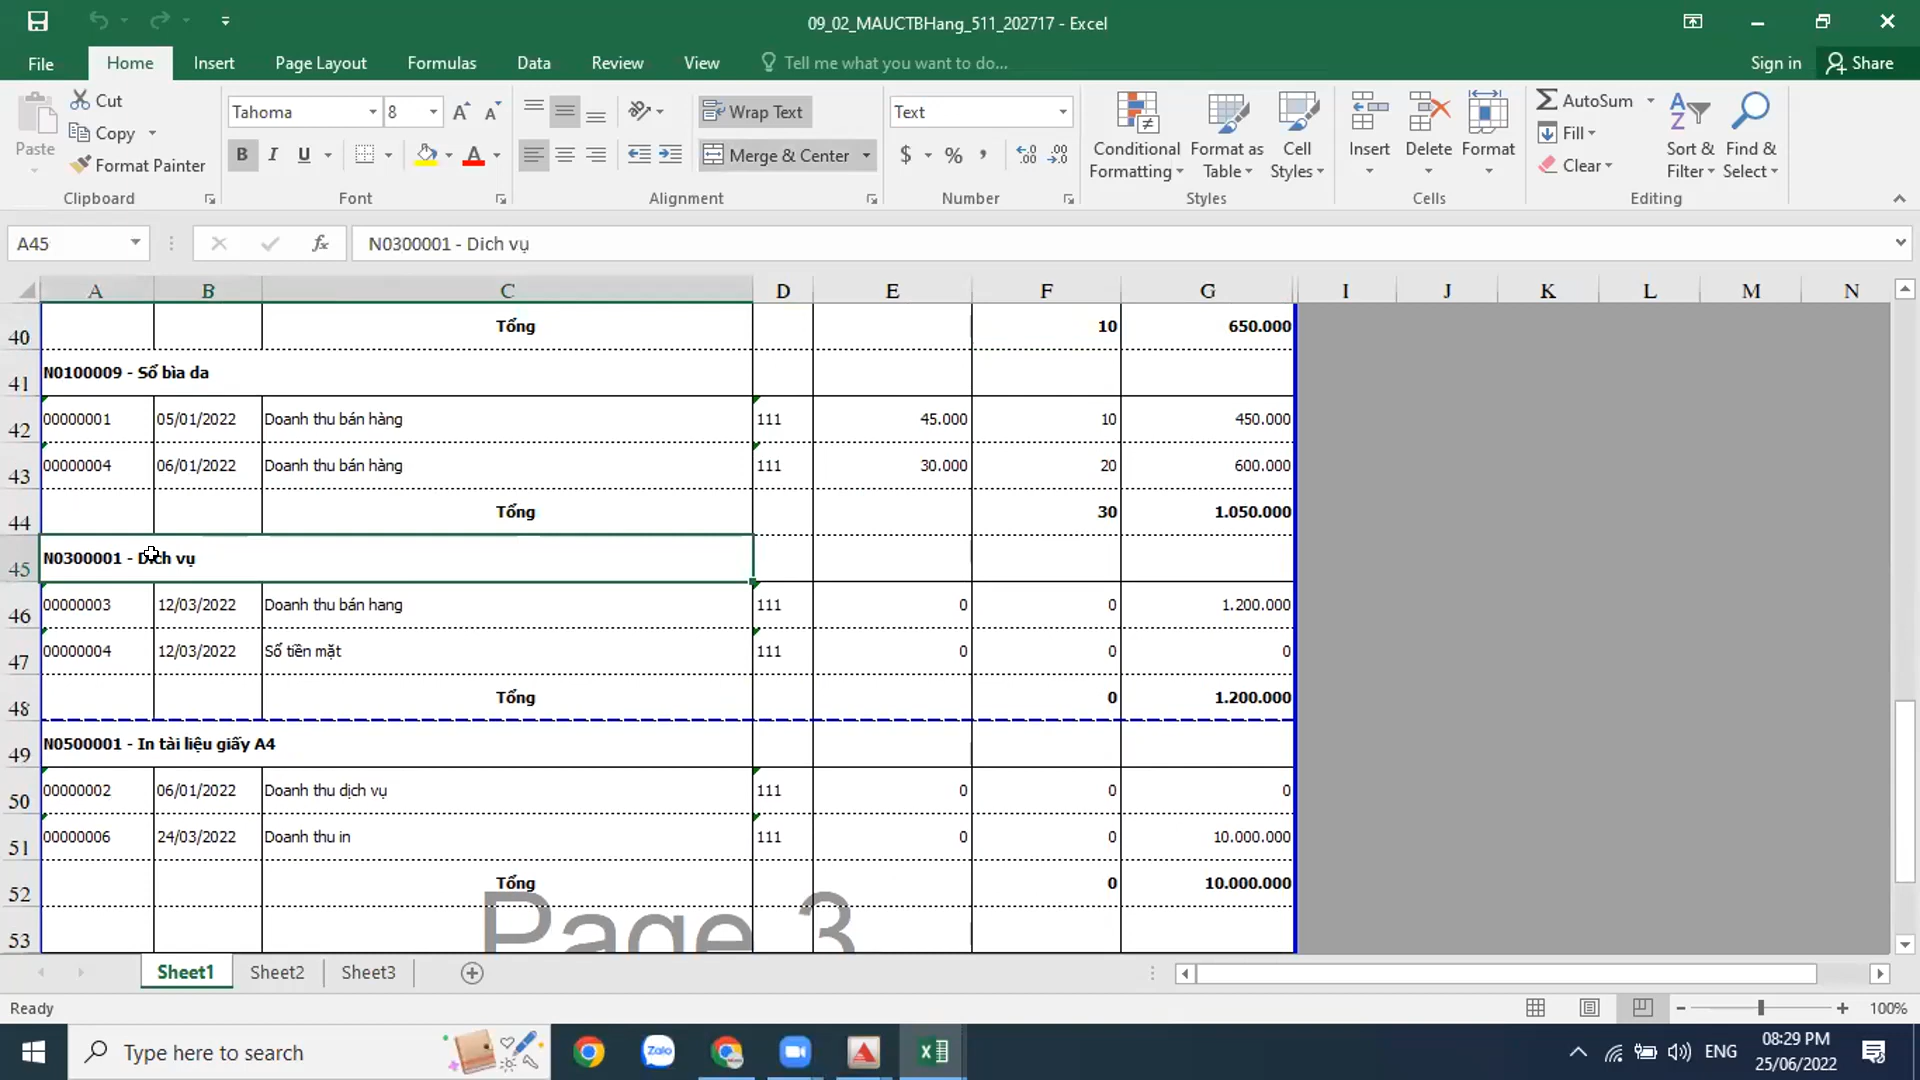 09_02_MAUCTBHang_511_202717 - Excel
File Home Insert Page Layout Formulas Data Review View Tell me what you want to do... Sign in Share
Paste
Cut
Copy
Format Painter
Clipboard
Tahoma 8
B I U
Font
Wrap Text
Merge & Center
Alignment
Text
$ % ,
Number
Conditional Formatting
Format as Table
Cell Styles
Styles
Insert
Delete
Format
Cells
AutoSum
Fill
Clear
Sort & Filter
Find & Select
Editing
A45 fx N0300001 - Dich vụ
A B C D E F G I J K L M N
40 Tổng 10 650.000
41 N0100009 - Sổ bìa da
42 00000001 05/01/2022 Doanh thu bán hàng 111 45.000 10 450.000
43 00000004 06/01/2022 Doanh thu bán hàng 111 30.000 20 600.000
44 Tổng 30 1.050.000
45 N0300001 - Dich vụ
46 00000003 12/03/2022 Doanh thu bán hang 111 0 0 1.200.000
47 00000004 12/03/2022 Sổ tiền mặt 111 0 0 0
48 Tổng 0 1.200.000
49 N0500001 - In tài liệu giấy A4
50 00000002 06/01/2022 Doanh thu dịch vụ 111 0 0 0
51 00000006 24/03/2022 Doanh thu in 111 0 0 10.000.000
52 Tổng 0 10.000.000
Page 3
53
Sheet1 Sheet2 Sheet3
Ready 100%
Type here to search
Zalo
ENG
08:29 PM
25/06/2022